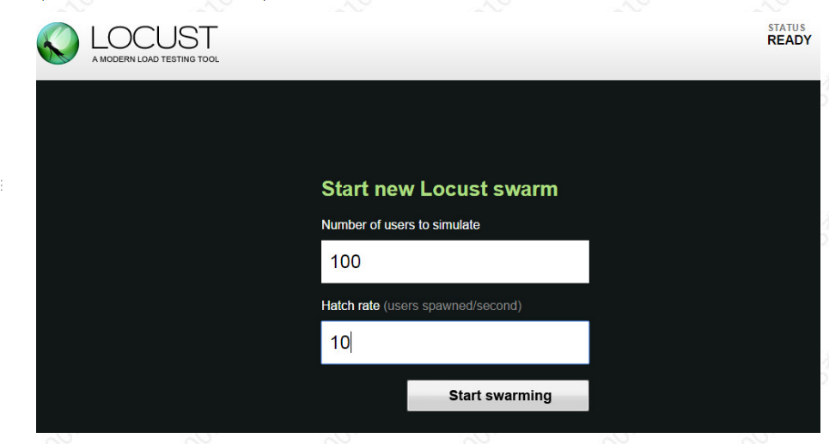 LOCUST
A MODERN LOAD TESTING TOOL
STATUS
READY
Start new Locust swarm
Number of users to simulate
100
Hatch rate (users spawned/second)
10
Start swarming